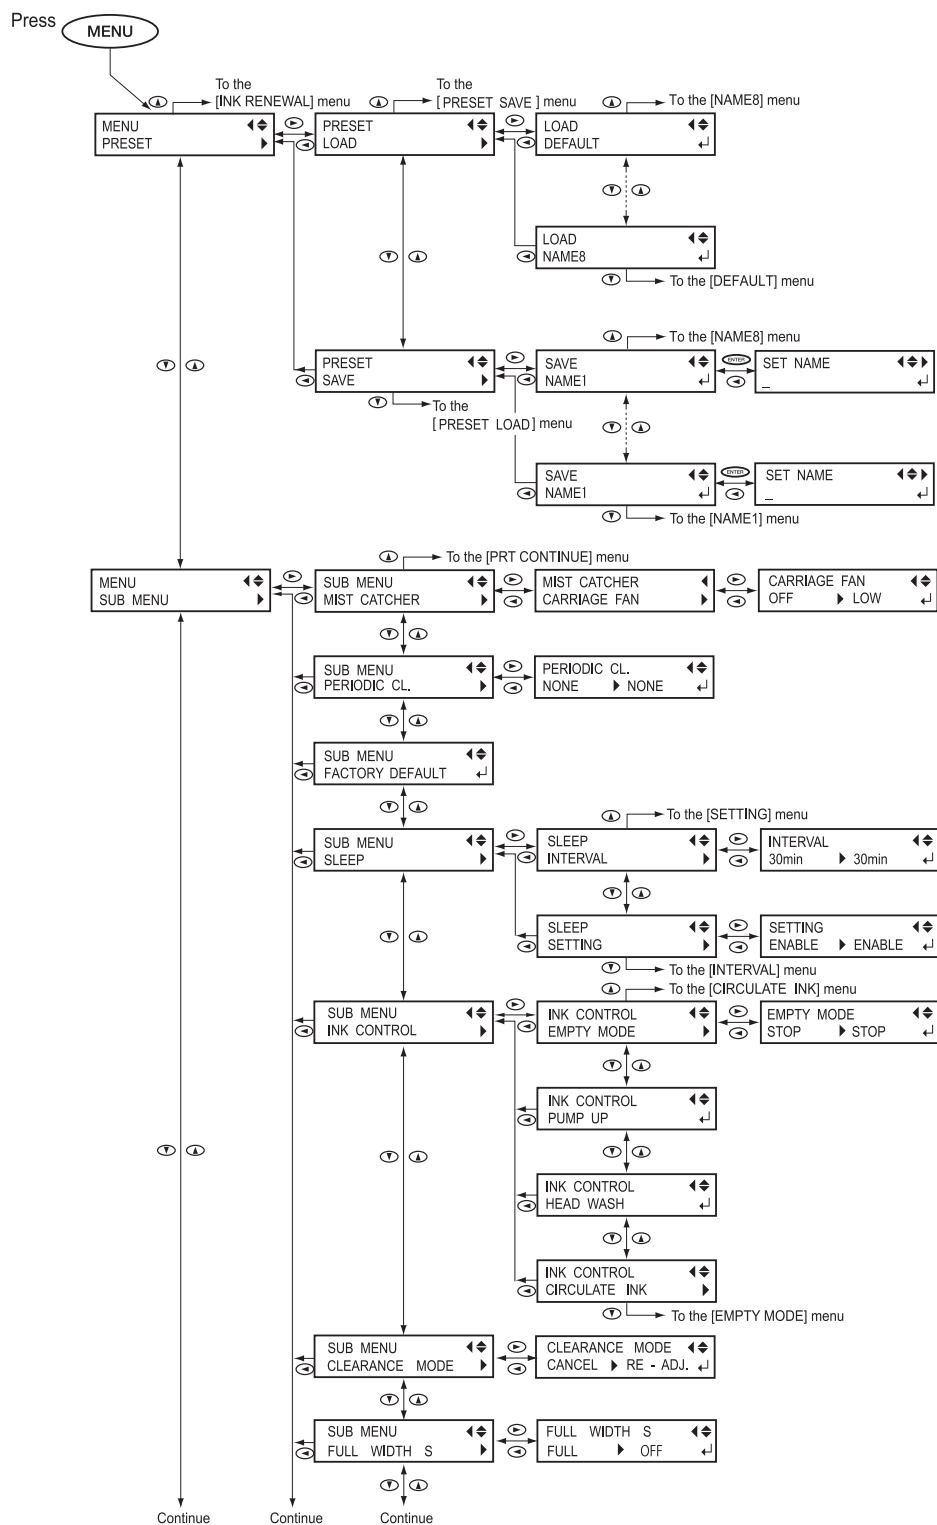 Press
MENU
To the
[INK RENEWAL] menu
To the
[ PRESET SAVE ] menu
To the [NAME8] menu
MENU
PRESET
PRESET
LOAD
LOAD
DEFAULT
LOAD
NAME8
To the [DEFAULT] menu
To the [NAME8] menu
PRESET
SAVE
SAVE
NAME1
ENTER
SET NAME
_
To the
[ PRESET LOAD ] menu
SAVE
NAME1
ENTER
SET NAME
_
To the [NAME1] menu
To the [PRT CONTINUE] menu
MENU
SUB MENU
SUB MENU
MIST CATCHER
MIST CATCHER
CARRIAGE FAN
CARRIAGE FAN
OFF LOW
SUB MENU
PERIODIC CL.
PERIODIC CL.
NONE NONE
SUB MENU
FACTORY DEFAULT
To the [SETTING] menu
SUB MENU
SLEEP
SLEEP
INTERVAL
INTERVAL
30min 30min
SLEEP
SETTING
SETTING
ENABLE ENABLE
To the [INTERVAL] menu
To the [CIRCULATE INK] menu
SUB MENU
INK CONTROL
INK CONTROL
EMPTY MODE
EMPTY MODE
STOP STOP
INK CONTROL
PUMP UP
INK CONTROL
HEAD WASH
INK CONTROL
CIRCULATE INK
To the [EMPTY MODE] menu
SUB MENU
CLEARANCE MODE
CLEARANCE MODE
CANCEL RE - ADJ.
SUB MENU
FULL WIDTH S
FULL WIDTH S
FULL OFF
Continue
Continue
Continue